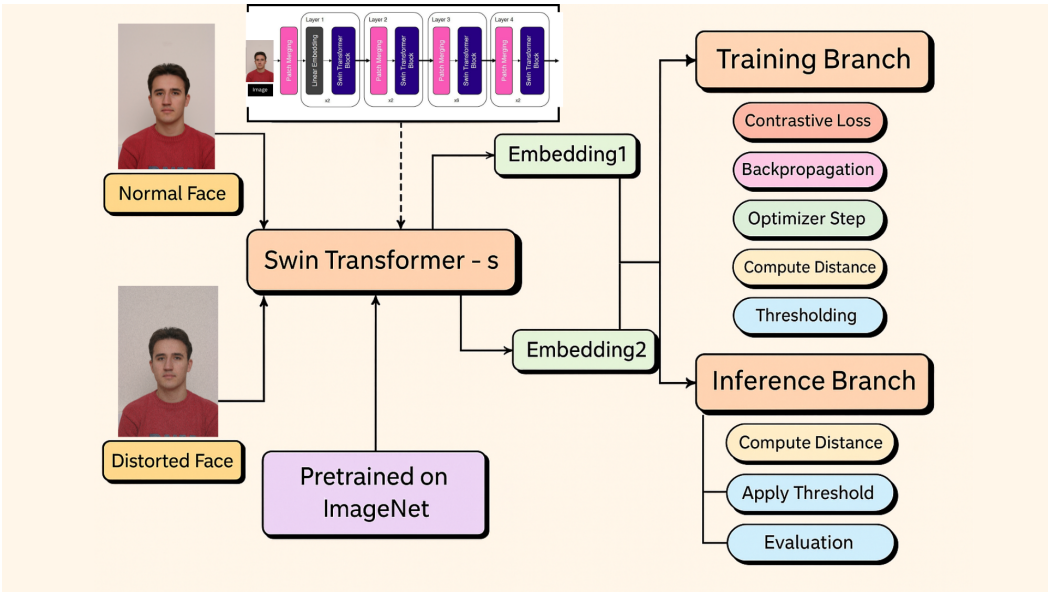 Layer 1
Layer 2
Layer 3
Layer 4
Image
Patch Merging
Linear Embedding
Swin Transformer
Block
Patch Merging
Swin Transformer
Block
Patch Merging
Swin Transformer
Block
Patch Merging
Swin Transformer
Block
x2
x2
x2
Normal Face
Distorted Face
Swin Transformer - s
Pretrained on
ImageNet
Embedding1
Embedding2
Training Branch
Contrastive Loss
Backpropagation
Optimizer Step
Compute Distance
Thresholding
Inference Branch
Compute Distance
Apply Threshold
Evaluation